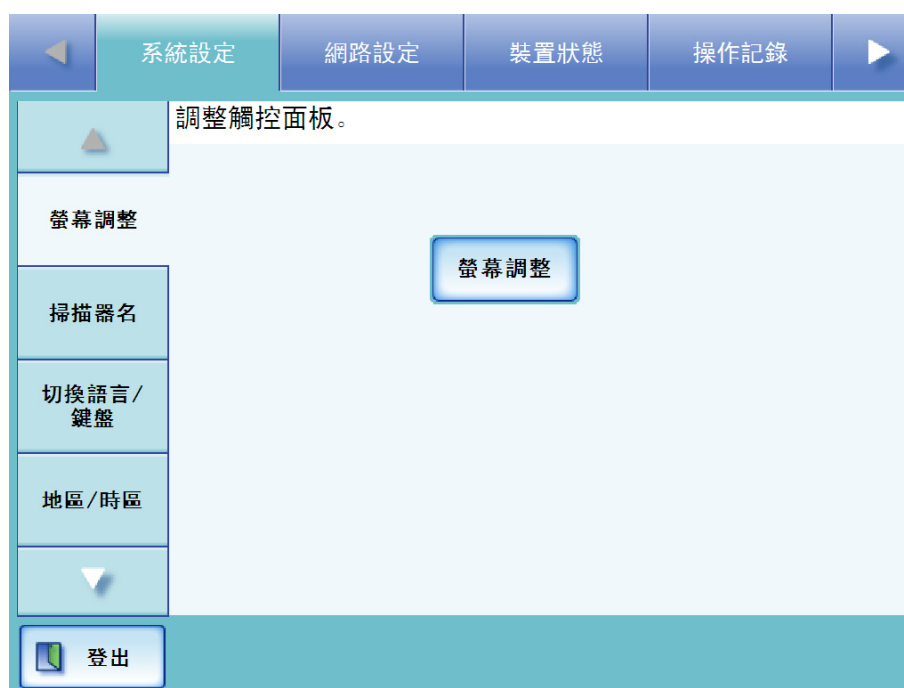 系統設定
網路設定
裝置狀態
操作記錄
調整觸控面板。
螢幕調整
螢幕調整
掃描器名
切換語言/
鍵盤
地區/時區
登出